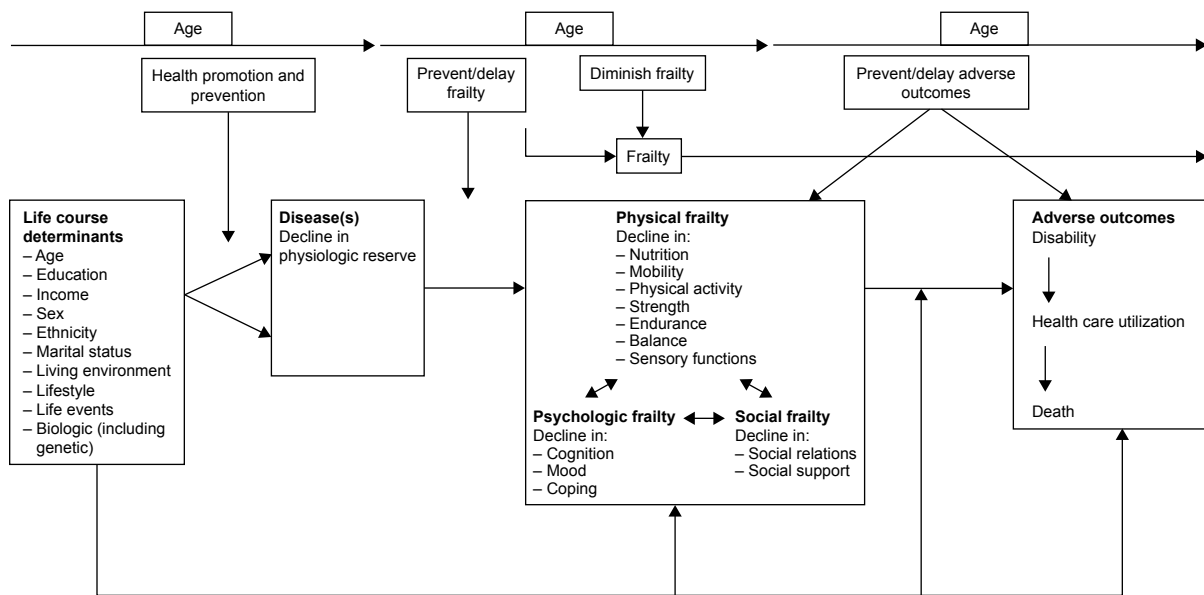 Age
Age
Age
Health promotion and
prevention
Prevent/delay
frailty
Diminish frailty
Prevent/delay adverse
outcomes
Frailty
Life course
determinants
– Age
– Education
– Income
– Sex
– Ethnicity
– Marital status
– Living environment
– Lifestyle
– Life events
– Biologic (including
genetic)
Disease(s)
Decline in
physiologic reserve
Physical frailty
Decline in:
– Nutrition
– Mobility
– Physical activity
– Strength
– Endurance
– Balance
– Sensory functions
Psychologic frailty
Decline in:
– Cognition
– Mood
– Coping
Social frailty
Decline in:
– Social relations
– Social support
Adverse outcomes
Disability
Health care utilization
Death